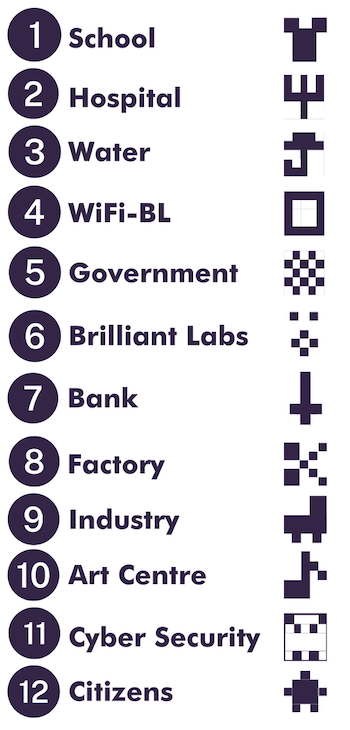 1 School
2 Hospital
3 Water
4 WiFi-BL
5 Government
6 Brilliant Labs
7 Bank
8 Factory
9 Industry
10 Art Centre
11 Cyber Security
12 Citizens